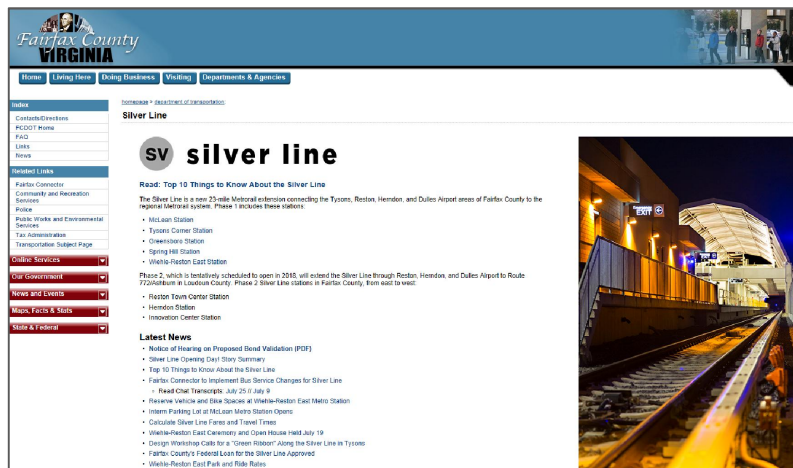 Fairfax County
VIRGINIA
Home
Living Here
Doing Business
Visiting
Departments & Agencies
Index
Contacts/Directions
FCDOT Home
FAQ
Links
News
Related Links
Fairfax Connector
Community and Recreation
Services
Police
Public Works and Environmental
Services
Tax Administration
Transportation Subject Page
Online Services
Our Government
News and Events
Maps, Facts & Stats
State & Federal
homepage > department of transportation:
Silver Line
SV silver line
Read: Top 10 Things to Know About the Silver Line
The Silver Line is a new 23-mile Metrorail extension connecting the Tysons, Reston, Herndon, and Dulles Airport areas of Fairfax County to the
regional Metrorail system. Phase 1 includes these stations:
• McLean Station
• Tysons Corner Station
• Greensboro Station
• Spring Hill Station
• Wiehle-Reston East Station
Phase 2, which is tentatively scheduled to open in 2018, will extend the Silver Line through Reston, Herndon, and Dulles Airport to Route
772/Ashburn in Loudoun County. Phase 2 Silver Line stations in Fairfax County, from east to west:
• Reston Town Center Station
• Herndon Station
• Innovation Center Station
Latest News
• Notice of Hearing on Proposed Bond Validation (PDF)
• Silver Line Opening Day! Story Summary
• Top 10 Things to Know About the Silver Line
• Fairfax Connector to Implement Bus Service Changes for Silver Line
Read Chat Transcripts: July 25 // July 9
• Reserve Vehicle and Bike Spaces at Wiehle-Reston East Metro Station
• Interim Parking Lot at McLean Metro Station Opens
• Calculate Silver Line Fares and Travel Times
• Wiehle-Reston East Ceremony and Open House Held July 19
• Design Workshop Calls for a "Green Ribbon" Along the Silver Line in Tysons
• Fairfax County's Federal Loan for the Silver Line Approved
• Wiehle-Reston East Park and Ride Rates
EXIT